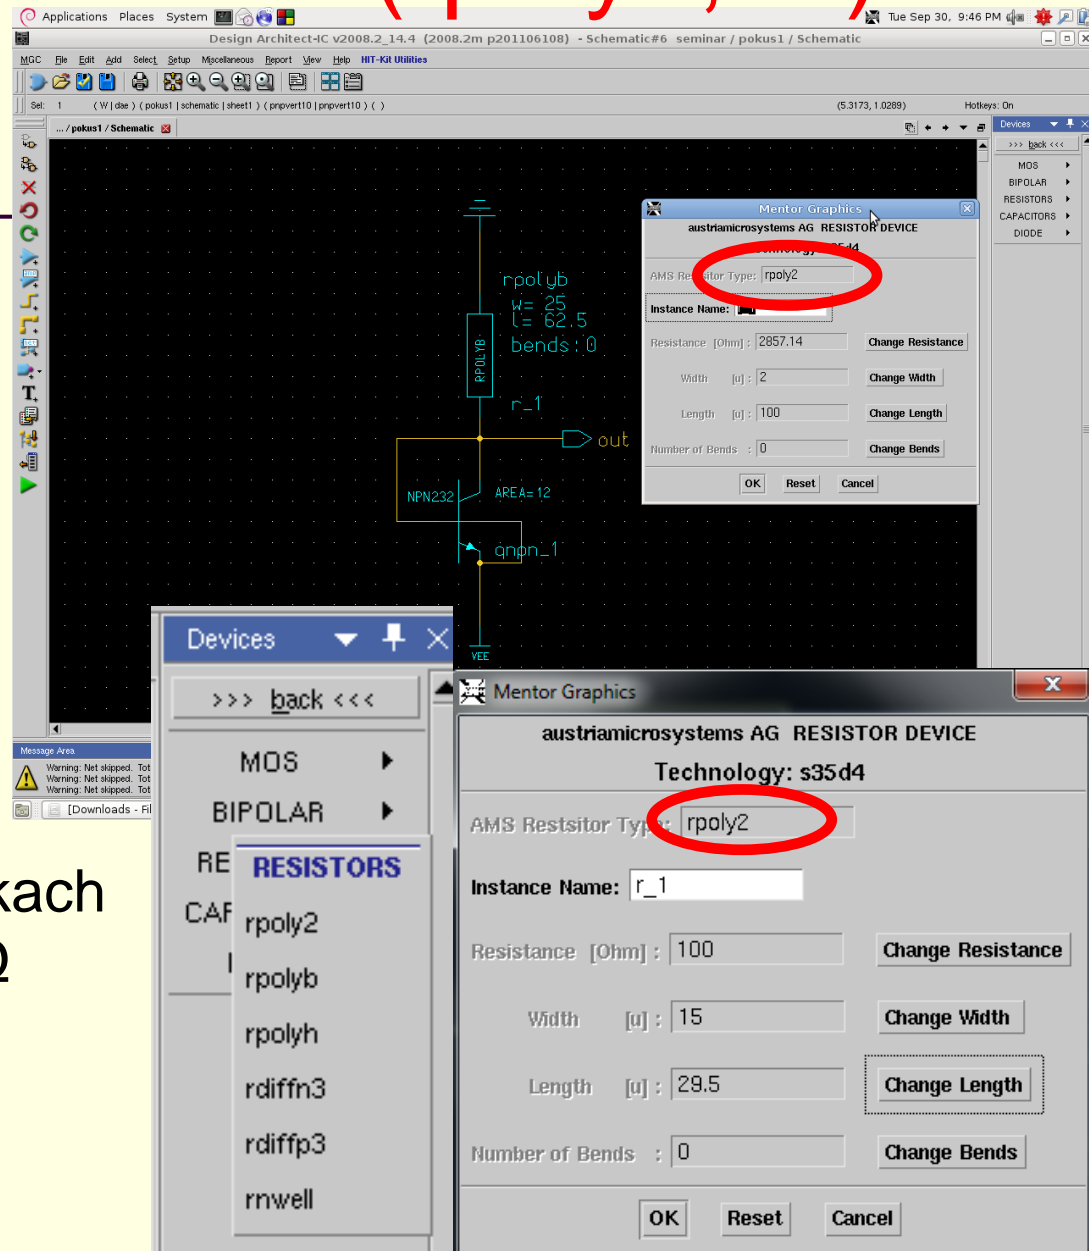 Applications Places System Tue Sep 30, 9:46 PM
Design Architect-IC v2008.2_14.4 (2008.2m p201106108) - Schematic#6 seminar / pokus1 / Schematic
MGC File Edit Add Select Setup Miscellaneous Report View Help HIT-Kit Utilities
Sel: 1 ( W | dae ) ( pokus1 | schematic | sheet1 ) ( pnpvert10 | pnpvert10 ) ( ) (5.3173, 1.0289) Hotkeys: On
... / pokus1 / Schematic
Devices
>>> back <<<
MOS
BIPOLAR
RESISTORS
CAPACITORS
DIODE
rpolyb
w= 25
l= 62.5
bends:0
RPOLYB
r_1
out
NPN232
AREA=12
qnpn_1
VEE
Mentor Graphics
austriamicrosystems AG RESISTOR DEVICE
AMS Resistor Type: rpoly2
Instance Name:
Resistance [Ohm] : 2857.14 Change Resistance
Width [u] : 2 Change Width
Length [u] : 100 Change Length
Number of Bends : 0 Change Bends
OK Reset Cancel
Message Area
Warning: Net skipped. Tot
Warning: Net skipped. Tot
Warning: Net skipped. Tot
[Downloads - Fil
kach
Devices
>>> back <<<
MOS
BIPOLAR
RE
CAP
RESISTORS
rpoly2
rpolyb
rpolyh
rdiffn3
rdiffp3
rnwell
Mentor Graphics
austriamicrosystems AG RESISTOR DEVICE
Technology: s35d4
AMS Restsitor Type: rpoly2
Instance Name: r_1
Resistance [Ohm] : 100 Change Resistance
Width [u] : 15 Change Width
Length [u] : 29.5 Change Length
Number of Bends : 0 Change Bends
OK Reset Cancel